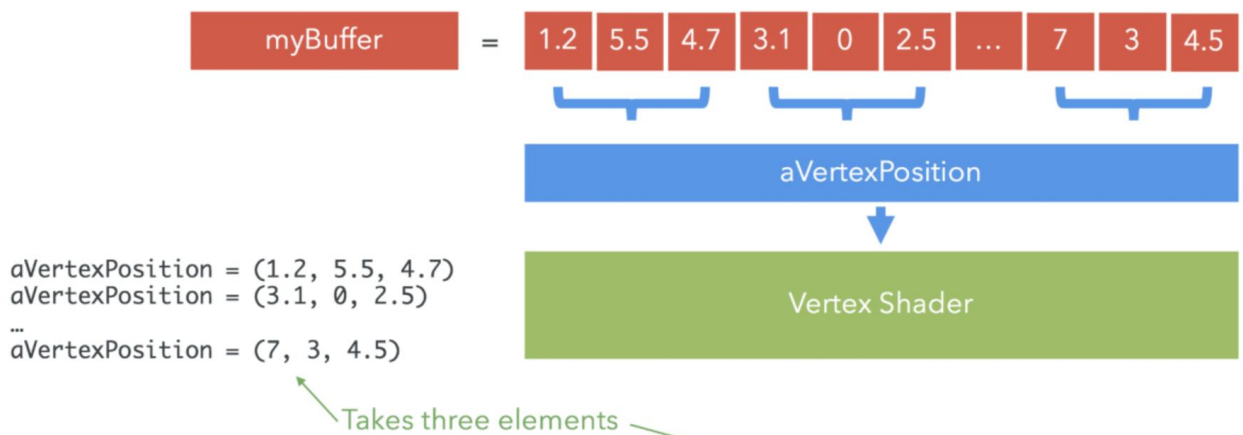 myBuffer = 1.2 5.5 4.7 3.1 0 2.5 ... 7 3 4.5
aVertexPosition
Vertex Shader
aVertexPosition = (1.2, 5.5, 4.7)
aVertexPosition = (3.1, 0, 2.5)
…
aVertexPosition = (7, 3, 4.5)
Takes three elements